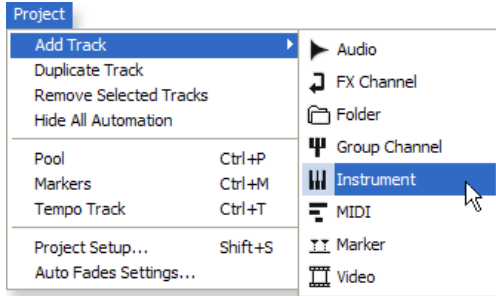 Project
Add Track
Duplicate Track
Remove Selected Tracks
Hide All Automation
Pool Ctrl+P
Markers Ctrl+M
Tempo Track Ctrl+T
Project Setup... Shift+S
Auto Fades Settings...
Audio
FX Channel
Folder
Group Channel
Instrument
MIDI
Marker
Video